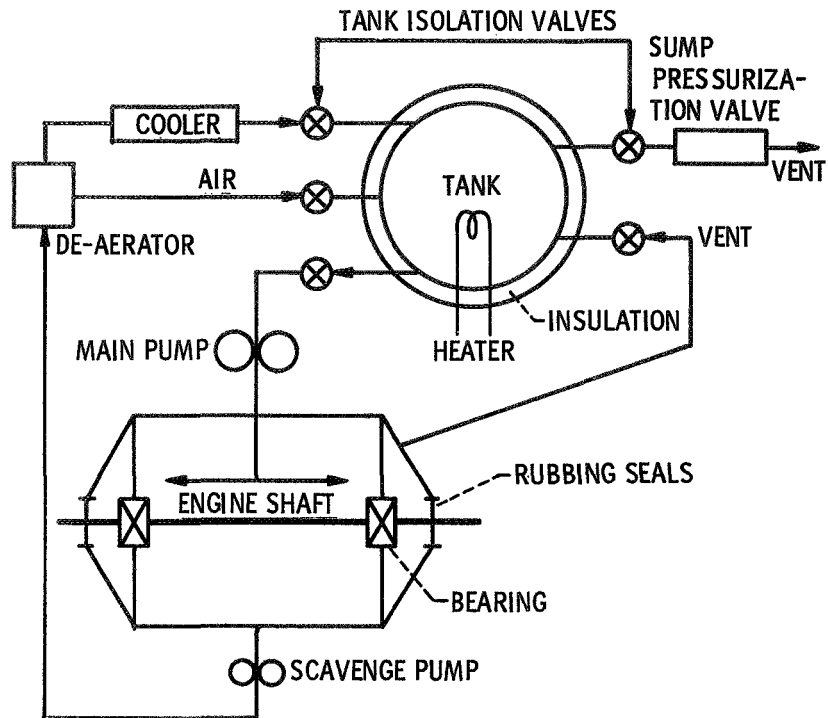 TANK ISOLATION VALVES
SUMP
PRESSURIZA-
TION VALVE
COOLER
VENT
AIR
TANK
DE-AERATOR
VENT
INSULATION
MAIN PUMP
HEATER
RUBBING SEALS
ENGINE SHAFT
BEARING
SCAVENGE PUMP